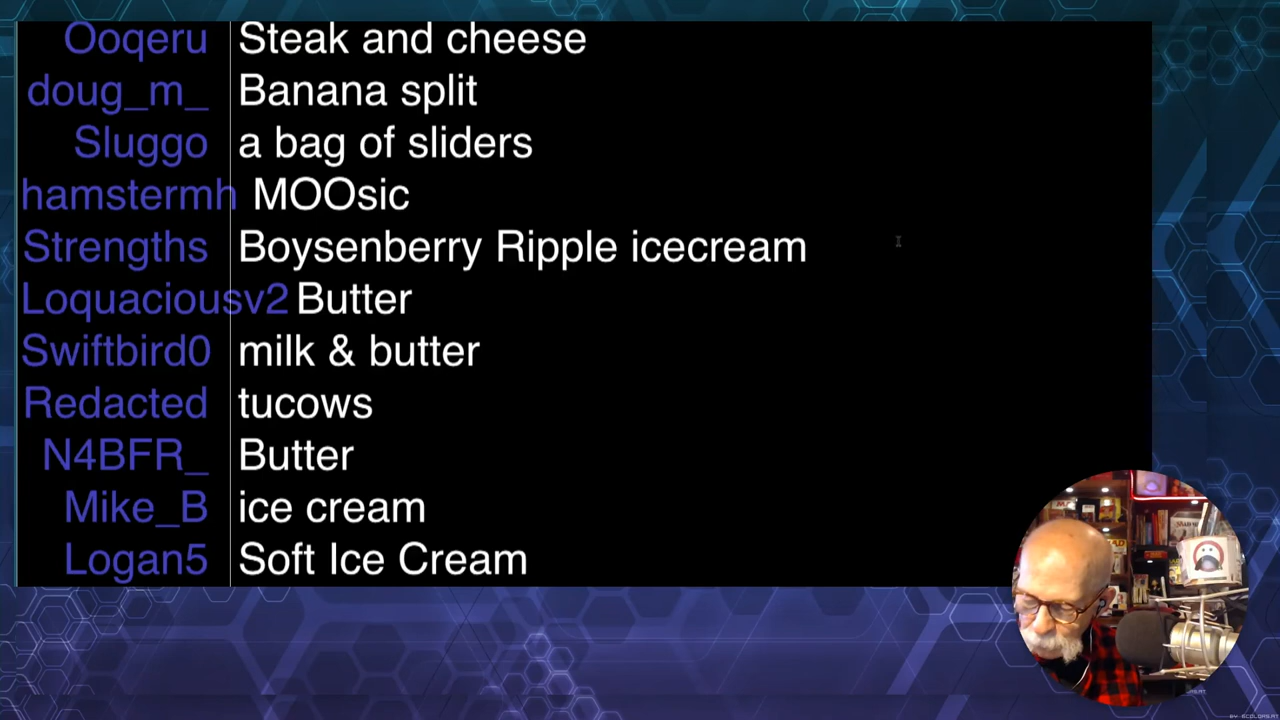 Ooqeru Steak and cheese
doug_m_ Banana split
Sluggo a bag of sliders
hamstermh MOOsic
Strengths Boysenberry Ripple icecream
Loquaciousv2 Butter
Swiftbird0 milk & butter
Redacted tucows
N4BFR_ Butter
Mike_B ice cream
Logan5 Soft Ice Cream